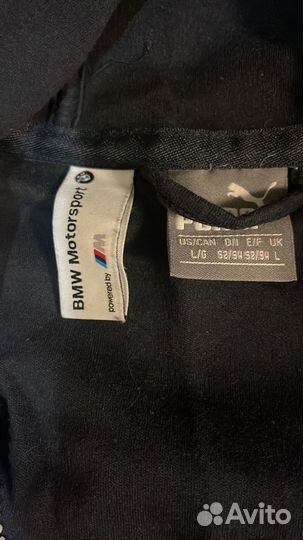 BMW Motorsport
powered by M
PUMA
US/CAN D/I E/F UK
L/G 52/54 52/54 L
Avito